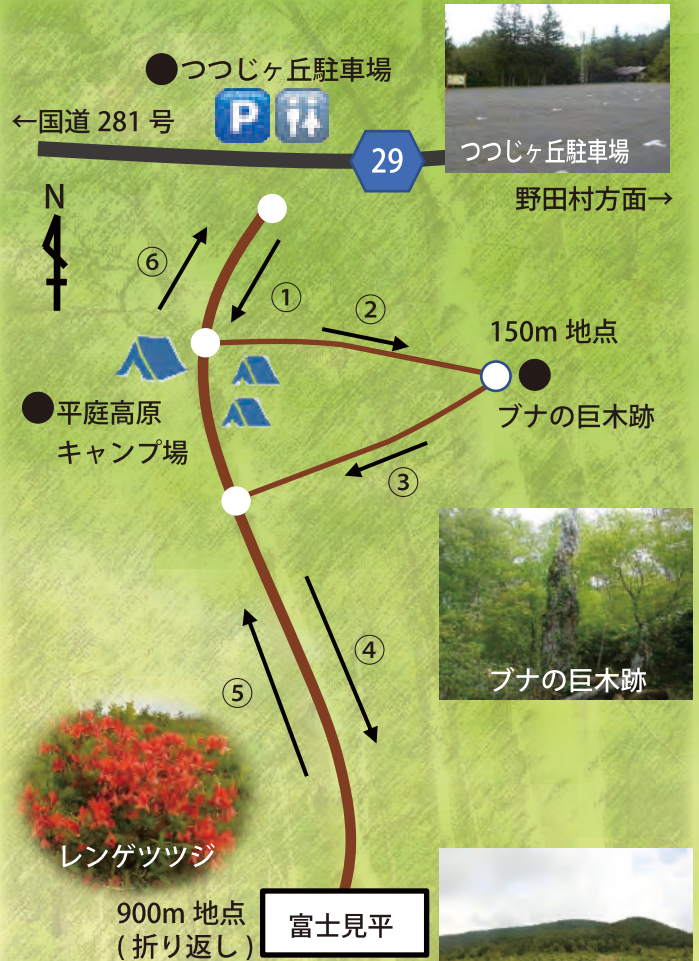 つつじヶ丘駐車場
←国道 281 号
P
29
つつじヶ丘駐車場
野田村方面→
N
⑥
①
②
150m 地点
ブナの巨木跡
平庭高原
キャンプ場
③
④
⑤
ブナの巨木跡
レンゲツツジ
900m 地点
( 折り返し )
富士見平